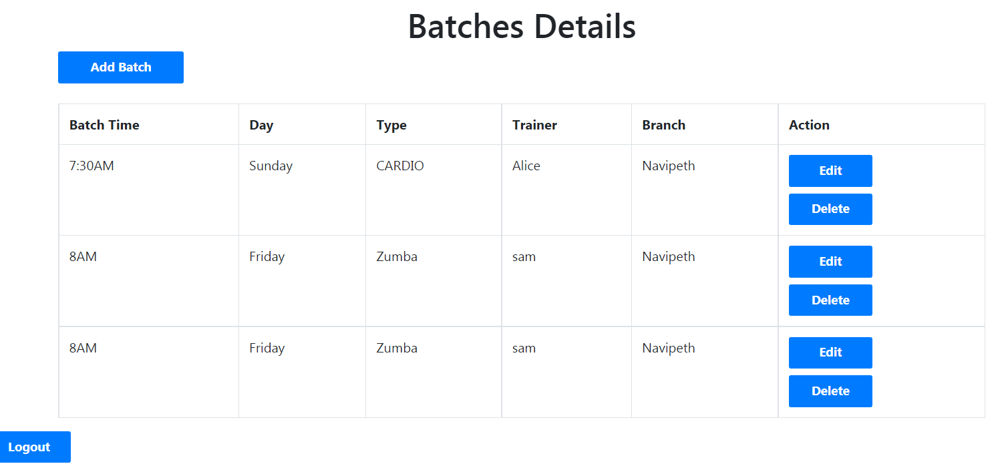 Batches Details
Add Batch
Batch Time Day Type Trainer Branch Action
7:30AM Sunday CARDIO Alice Navipeth Edit
Delete
8AM Friday Zumba sam Navipeth Edit
Delete
8AM Friday Zumba sam Navipeth Edit
Delete
Logout